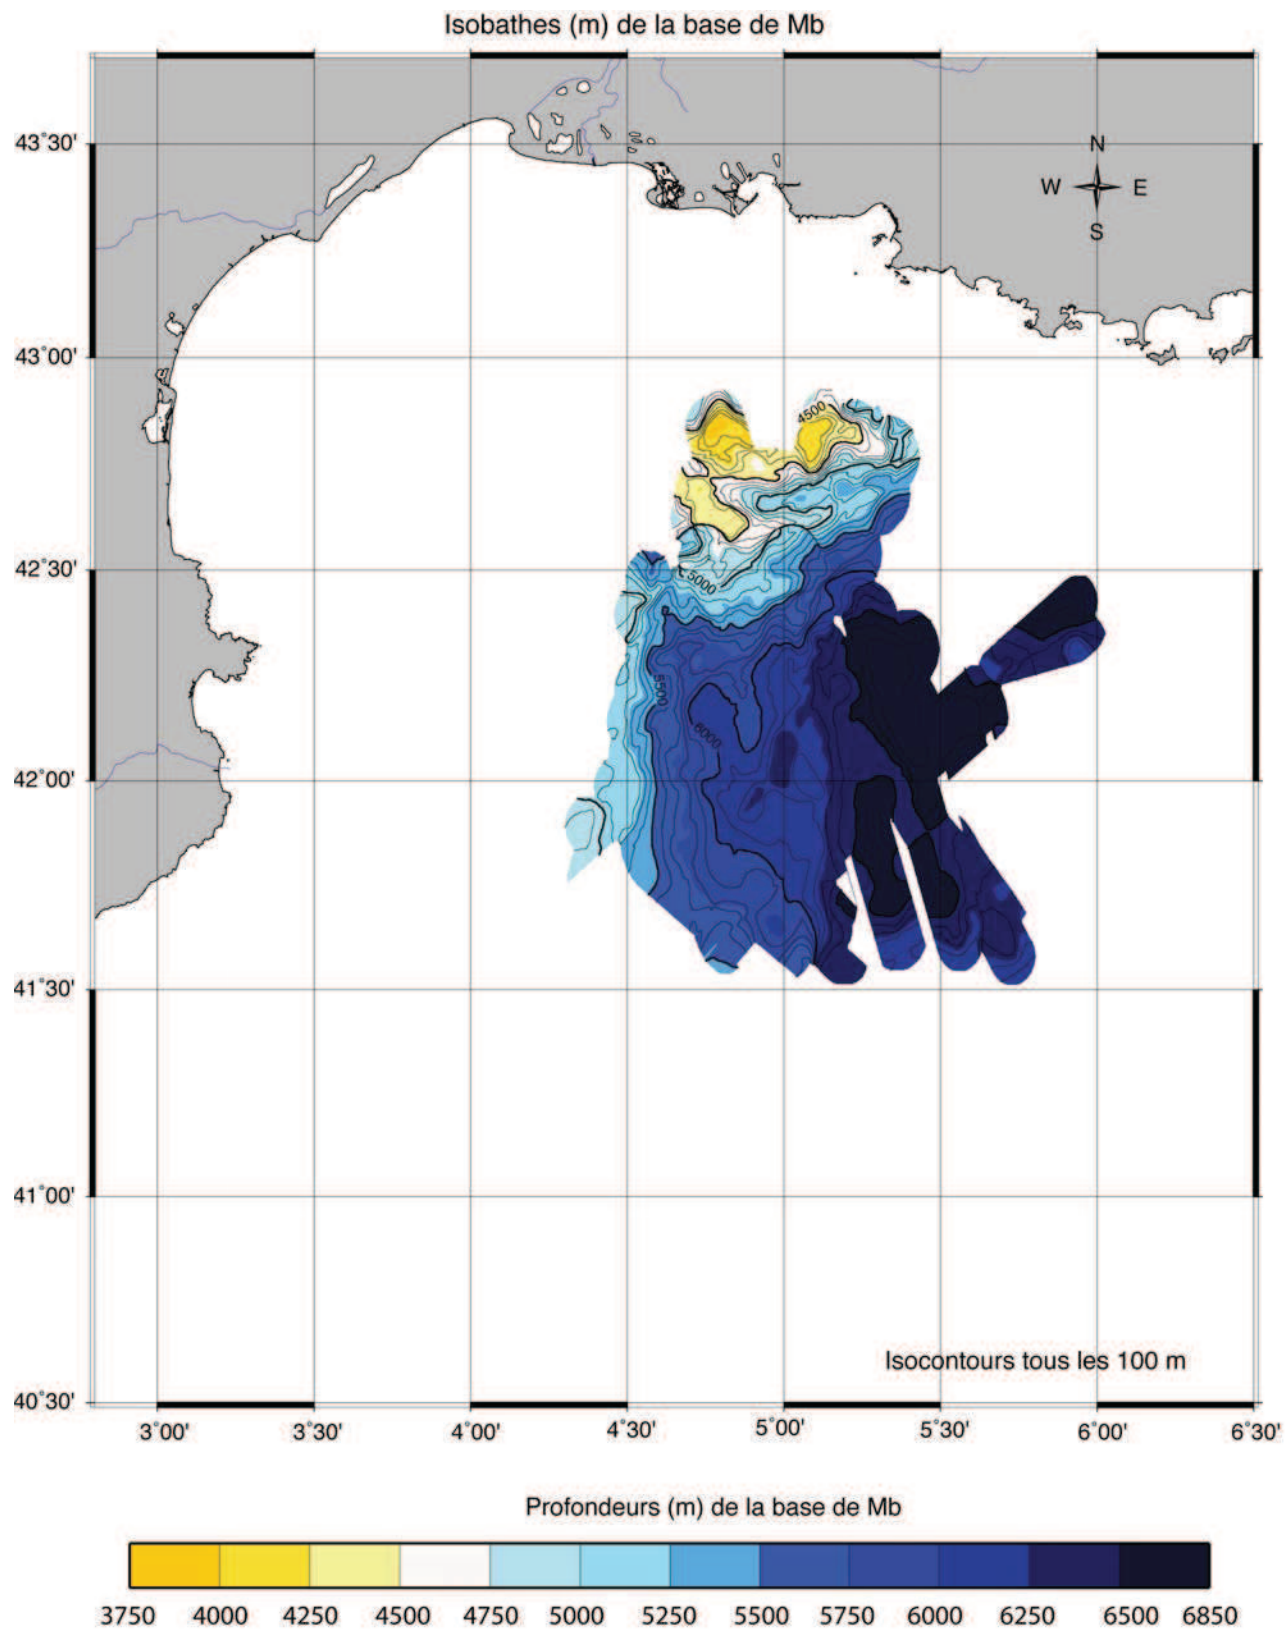 Isobathes (m) de la base de Mb
43°30'
N
W E
S
43°00'
4500
42°30'
5000
5500
6000
42°00'
41°30'
41°00'
Isocontours tous les 100 m
40°30'
3°00' 3°30' 4°00' 4°30' 5°00' 5°30' 6°00' 6°30'
Profondeurs (m) de la base de Mb
3750 4000 4250 4500 4750 5000 5250 5500 5750 6000 6250 6500 6850